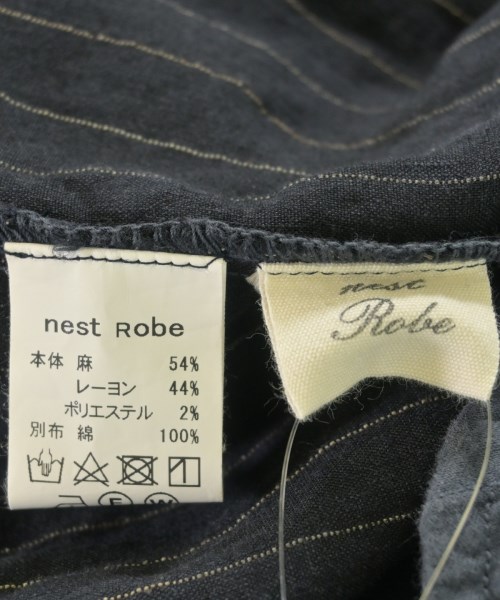 nest Robe
本体 麻 54%
レーヨン 44%
ポリエステル 2%
別布 綿 100%
nest
Robe